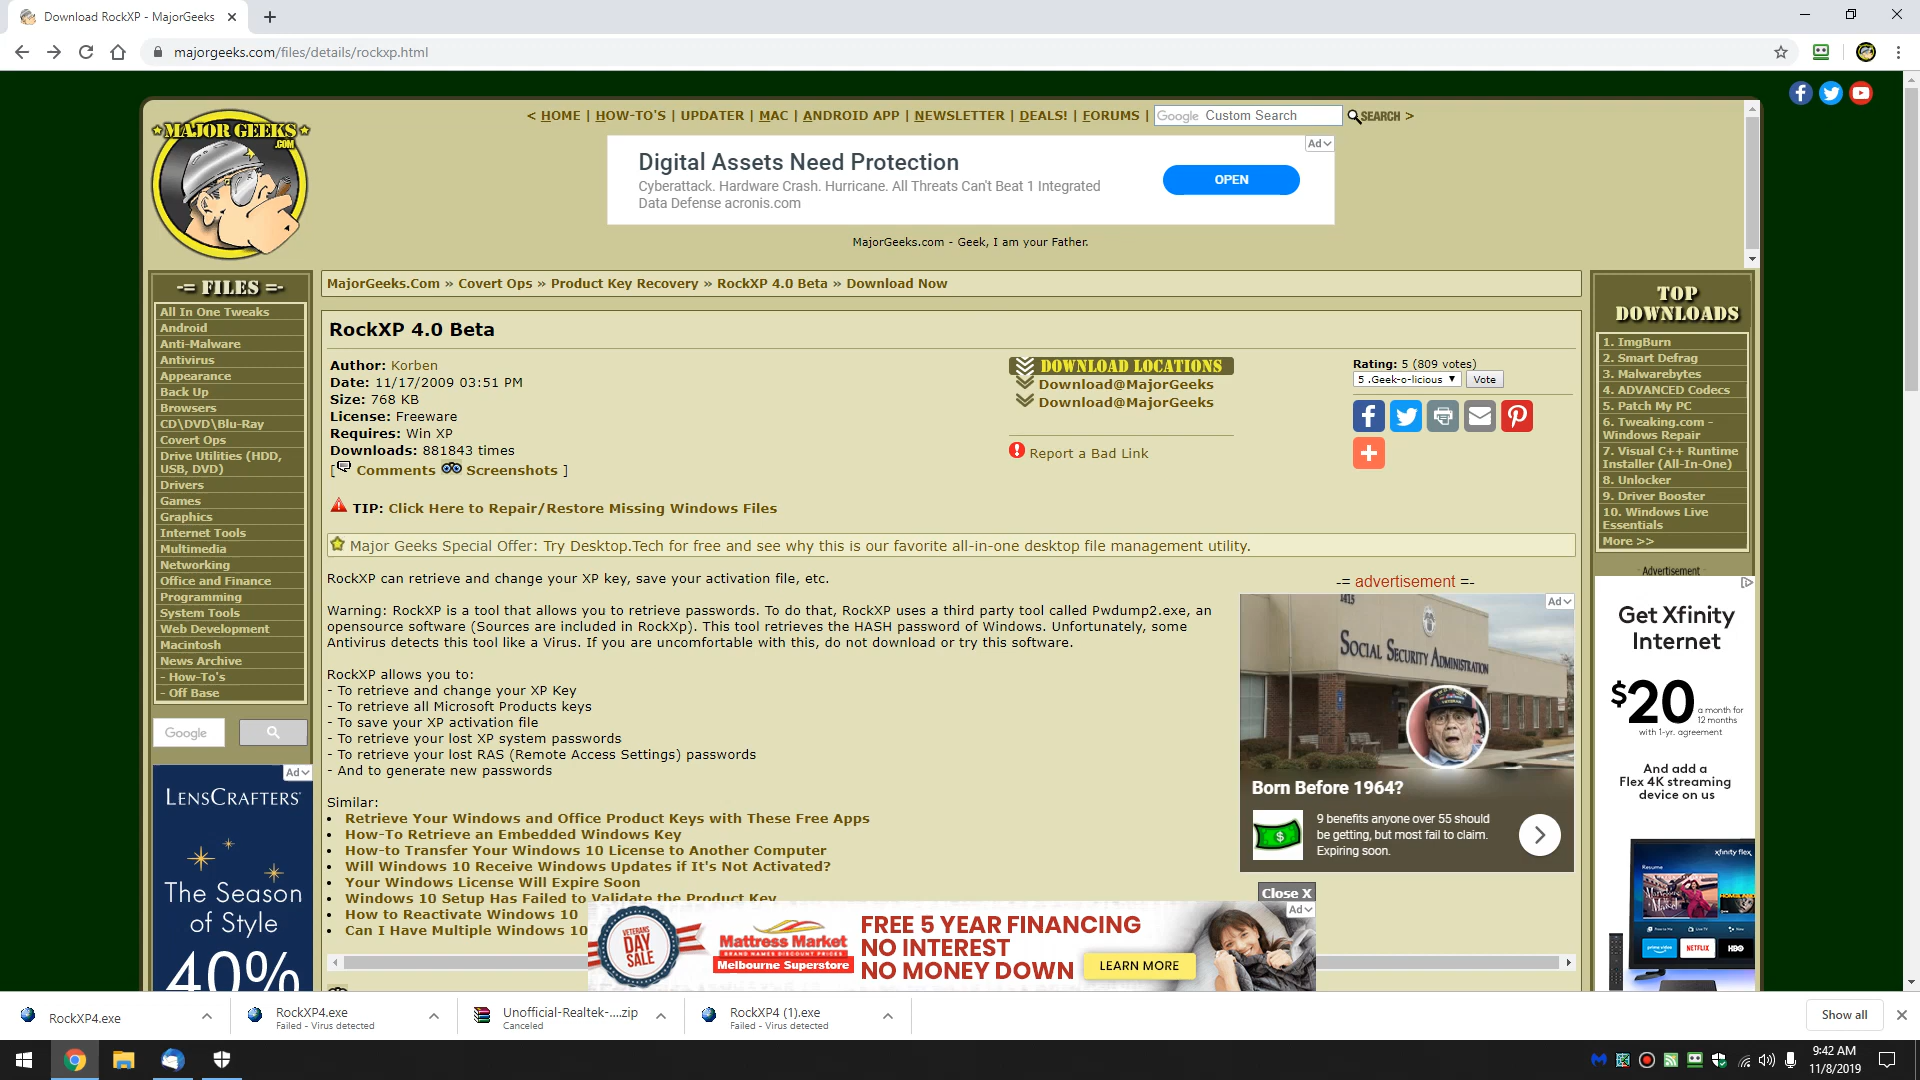 Download RockXP - MajorGeeks
majorgeeks.com/files/details/rockxp.html
MAJOR GEEKS
.COM
< HOME | HOW-TO'S | UPDATER | MAC | ANDROID APP | NEWSLETTER | DEALS! | FORUMS | Google Custom Search SEARCH >
Ad
Digital Assets Need Protection
Cyberattack. Hardware Crash. Hurricane. All Threats Can't Beat 1 Integrated
Data Defense acronis.com
OPEN
MajorGeeks.com - Geek, I am your Father.
-= FILES =-
All In One Tweaks
Android
Anti-Malware
Antivirus
Appearance
Back Up
Browsers
CD\DVD\Blu-Ray
Covert Ops
Drive Utilities (HDD,
USB, DVD)
Drivers
Games
Graphics
Internet Tools
Multimedia
Networking
Office and Finance
Programming
System Tools
Web Development
Macintosh
News Archive
- How-To's
- Off Base
Google
Ad
LENSCRAFTERS
The Season
of Style
40%
MajorGeeks.Com » Covert Ops » Product Key Recovery » RockXP 4.0 Beta » Download Now
RockXP 4.0 Beta
Author: Korben
Date: 11/17/2009 03:51 PM
Size: 768 KB
License: Freeware
Requires: Win XP
Downloads: 881843 times
[ Comments Screenshots ]
DOWNLOAD LOCATIONS
Download@MajorGeeks
Download@MajorGeeks
Report a Bad Link
Rating: 5 (809 votes)
5 .Geek-o-licious Vote
TIP: Click Here to Repair/Restore Missing Windows Files
Major Geeks Special Offer: Try Desktop.Tech for free and see why this is our favorite all-in-one desktop file management utility.
RockXP can retrieve and change your XP key, save your activation file, etc.
Warning: RockXP is a tool that allows you to retrieve passwords. To do that, RockXP uses a third party tool called Pwdump2.exe, an
opensource software (Sources are included in RockXp). This tool retrieves the HASH password of Windows. Unfortunately, some
Antivirus detects this tool like a Virus. If you are uncomfortable with this, do not download or try this software.
RockXP allows you to:
- To retrieve and change your XP Key
- To retrieve all Microsoft Products keys
- To save your XP activation file
- To retrieve your lost XP system passwords
- To retrieve your lost RAS (Remote Access Settings) passwords
- And to generate new passwords
Similar:
• Retrieve Your Windows and Office Product Keys with These Free Apps
• How-To Retrieve an Embedded Windows Key
• How-to Transfer Your Windows 10 License to Another Computer
• Will Windows 10 Receive Windows Updates if It's Not Activated?
• Your Windows License Will Expire Soon
• Windows 10 Setup Has Failed to Validate the Product Key
• How to Reactivate Windows 10
• Can I Have Multiple Windows 10
-= advertisement =-
Ad
1415
SOCIAL SECURITY ADMINISTRATION
Born Before 1964?
9 benefits anyone over 55 should
be getting, but most fail to claim.
Expiring soon.
Close X
Ad
VETERANS
DAY
SALE
Mattress Market
BRAND NAMES DISCOUNT PRICES
Melbourne Superstore
FREE 5 YEAR FINANCING
NO INTEREST
NO MONEY DOWN
LEARN MORE
TOP
DOWNLOADS
1. ImgBurn
2. Smart Defrag
3. Malwarebytes
4. ADVANCED Codecs
5. Patch My PC
6. Tweaking.com -
Windows Repair
7. Visual C++ Runtime
Installer (All-In-One)
8. Unlocker
9. Driver Booster
10. Windows Live
Essentials
More >>
- Advertisement -
Get Xfinity
Internet
$20 a month for
12 months
with 1-yr. agreement
And add a
Flex 4K streaming
device on us
xfinity flex
Resume
prime video NETFLIX HBO
RockXP4.exe
RockXP4.exe
Failed - Virus detected
Unofficial-Realtek-....zip
Canceled
RockXP4 (1).exe
Failed - Virus detected
Show all
9:42 AM
11/8/2019